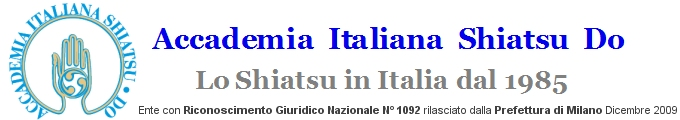 ACCADEMIA ITALIANA SHIATSU · DO
Accademia Italiana Shiatsu Do
Lo Shiatsu in Italia dal 1985
Ente con Riconoscimento Giuridico Nazionale N° 1092 rilasciato dalla Prefettura di Milano Dicembre 2009